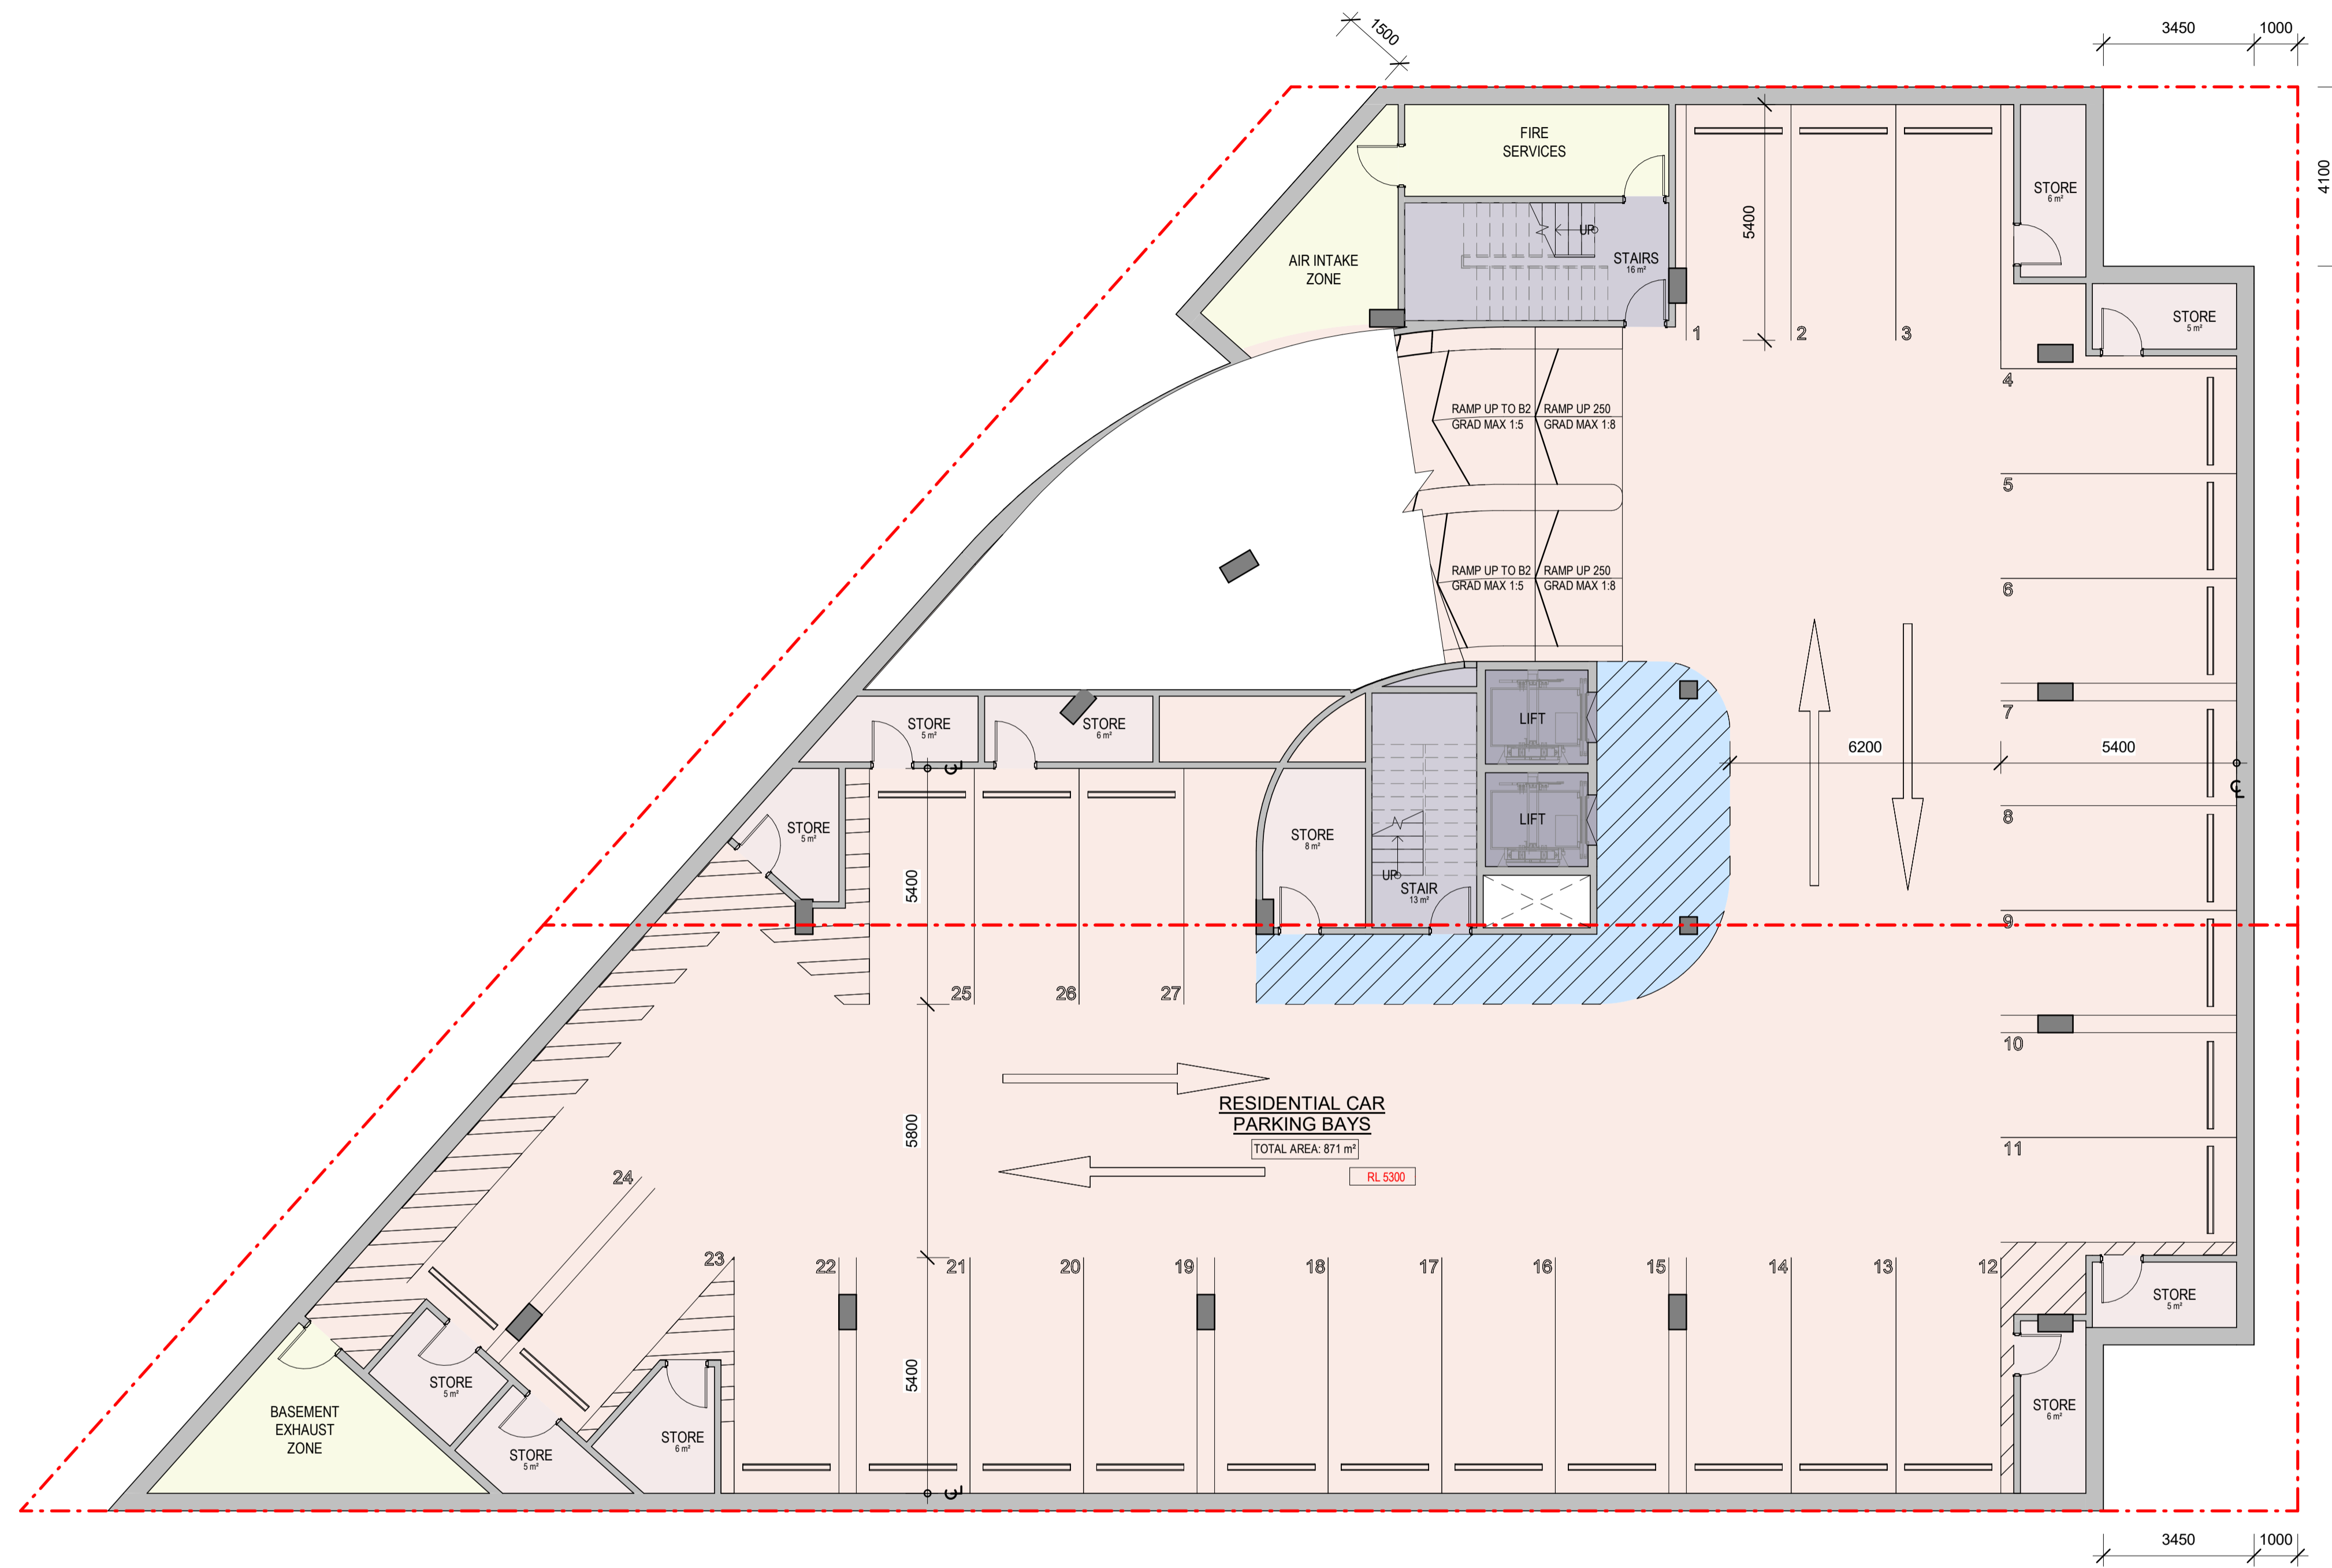 1500
3450
1000
4100
FIRE
SERVICES
STORE
6 m²
5400
UP
STAIRS
16 m²
AIR INTAKE
ZONE
STORE
5 m²
1
2
3
4
RAMP UP TO B2
GRAD MAX 1:5
RAMP UP 250
GRAD MAX 1:8
5
RAMP UP TO B2
GRAD MAX 1:5
RAMP UP 250
GRAD MAX 1:8
6
7
STORE
5 m²
STORE
6 m²
LIFT
6200
5400
CL
CL
8
STORE
5 m²
STORE
8 m²
LIFT
5400
UP
STAIR
13 m²
9
25
26
27
10
RESIDENTIAL CAR
PARKING BAYS
TOTAL AREA: 871 m²
RL 5300
5800
11
24
23
22
21
20
19
18
17
16
15
14
13
12
STORE
5 m²
5400
STORE
5 m²
STORE
6 m²
BASEMENT
EXHAUST
ZONE
STORE
6 m²
STORE
5 m²
CL
3450
1000